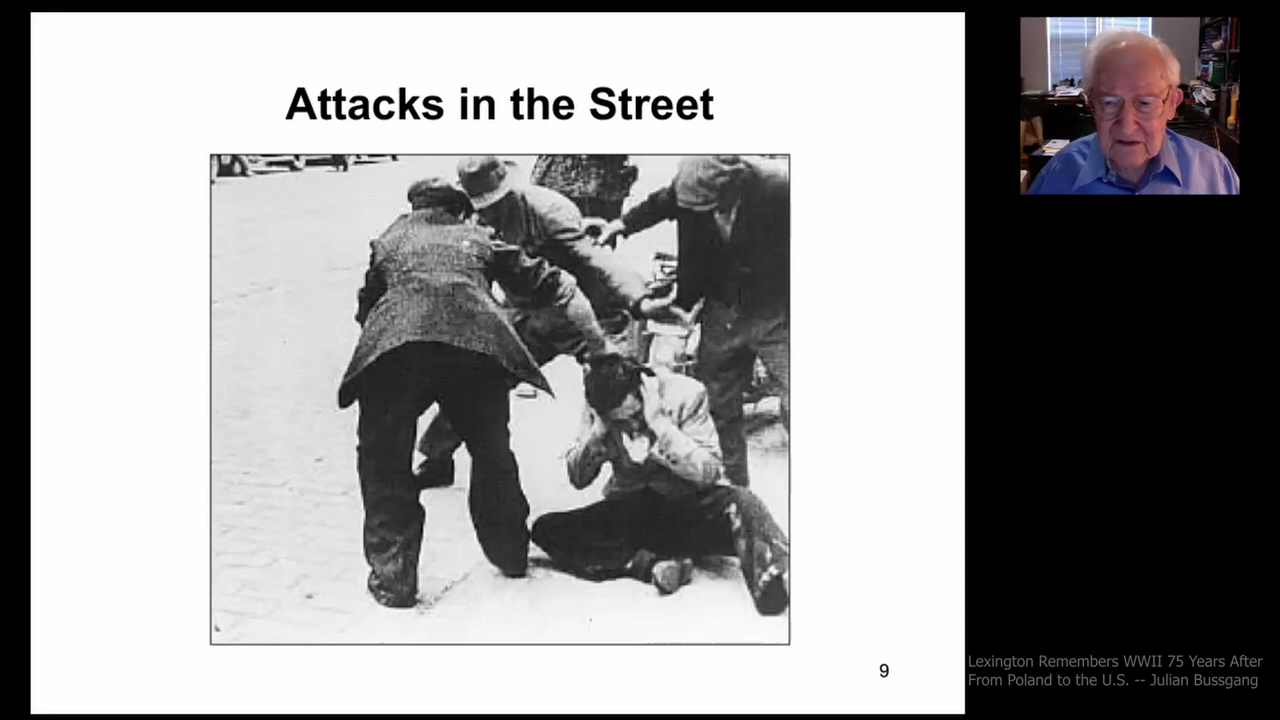 Attacks in the Street
9
Lexington Remembers WWII 75 Years After
From Poland to the U.S. -- Julian Bussgang